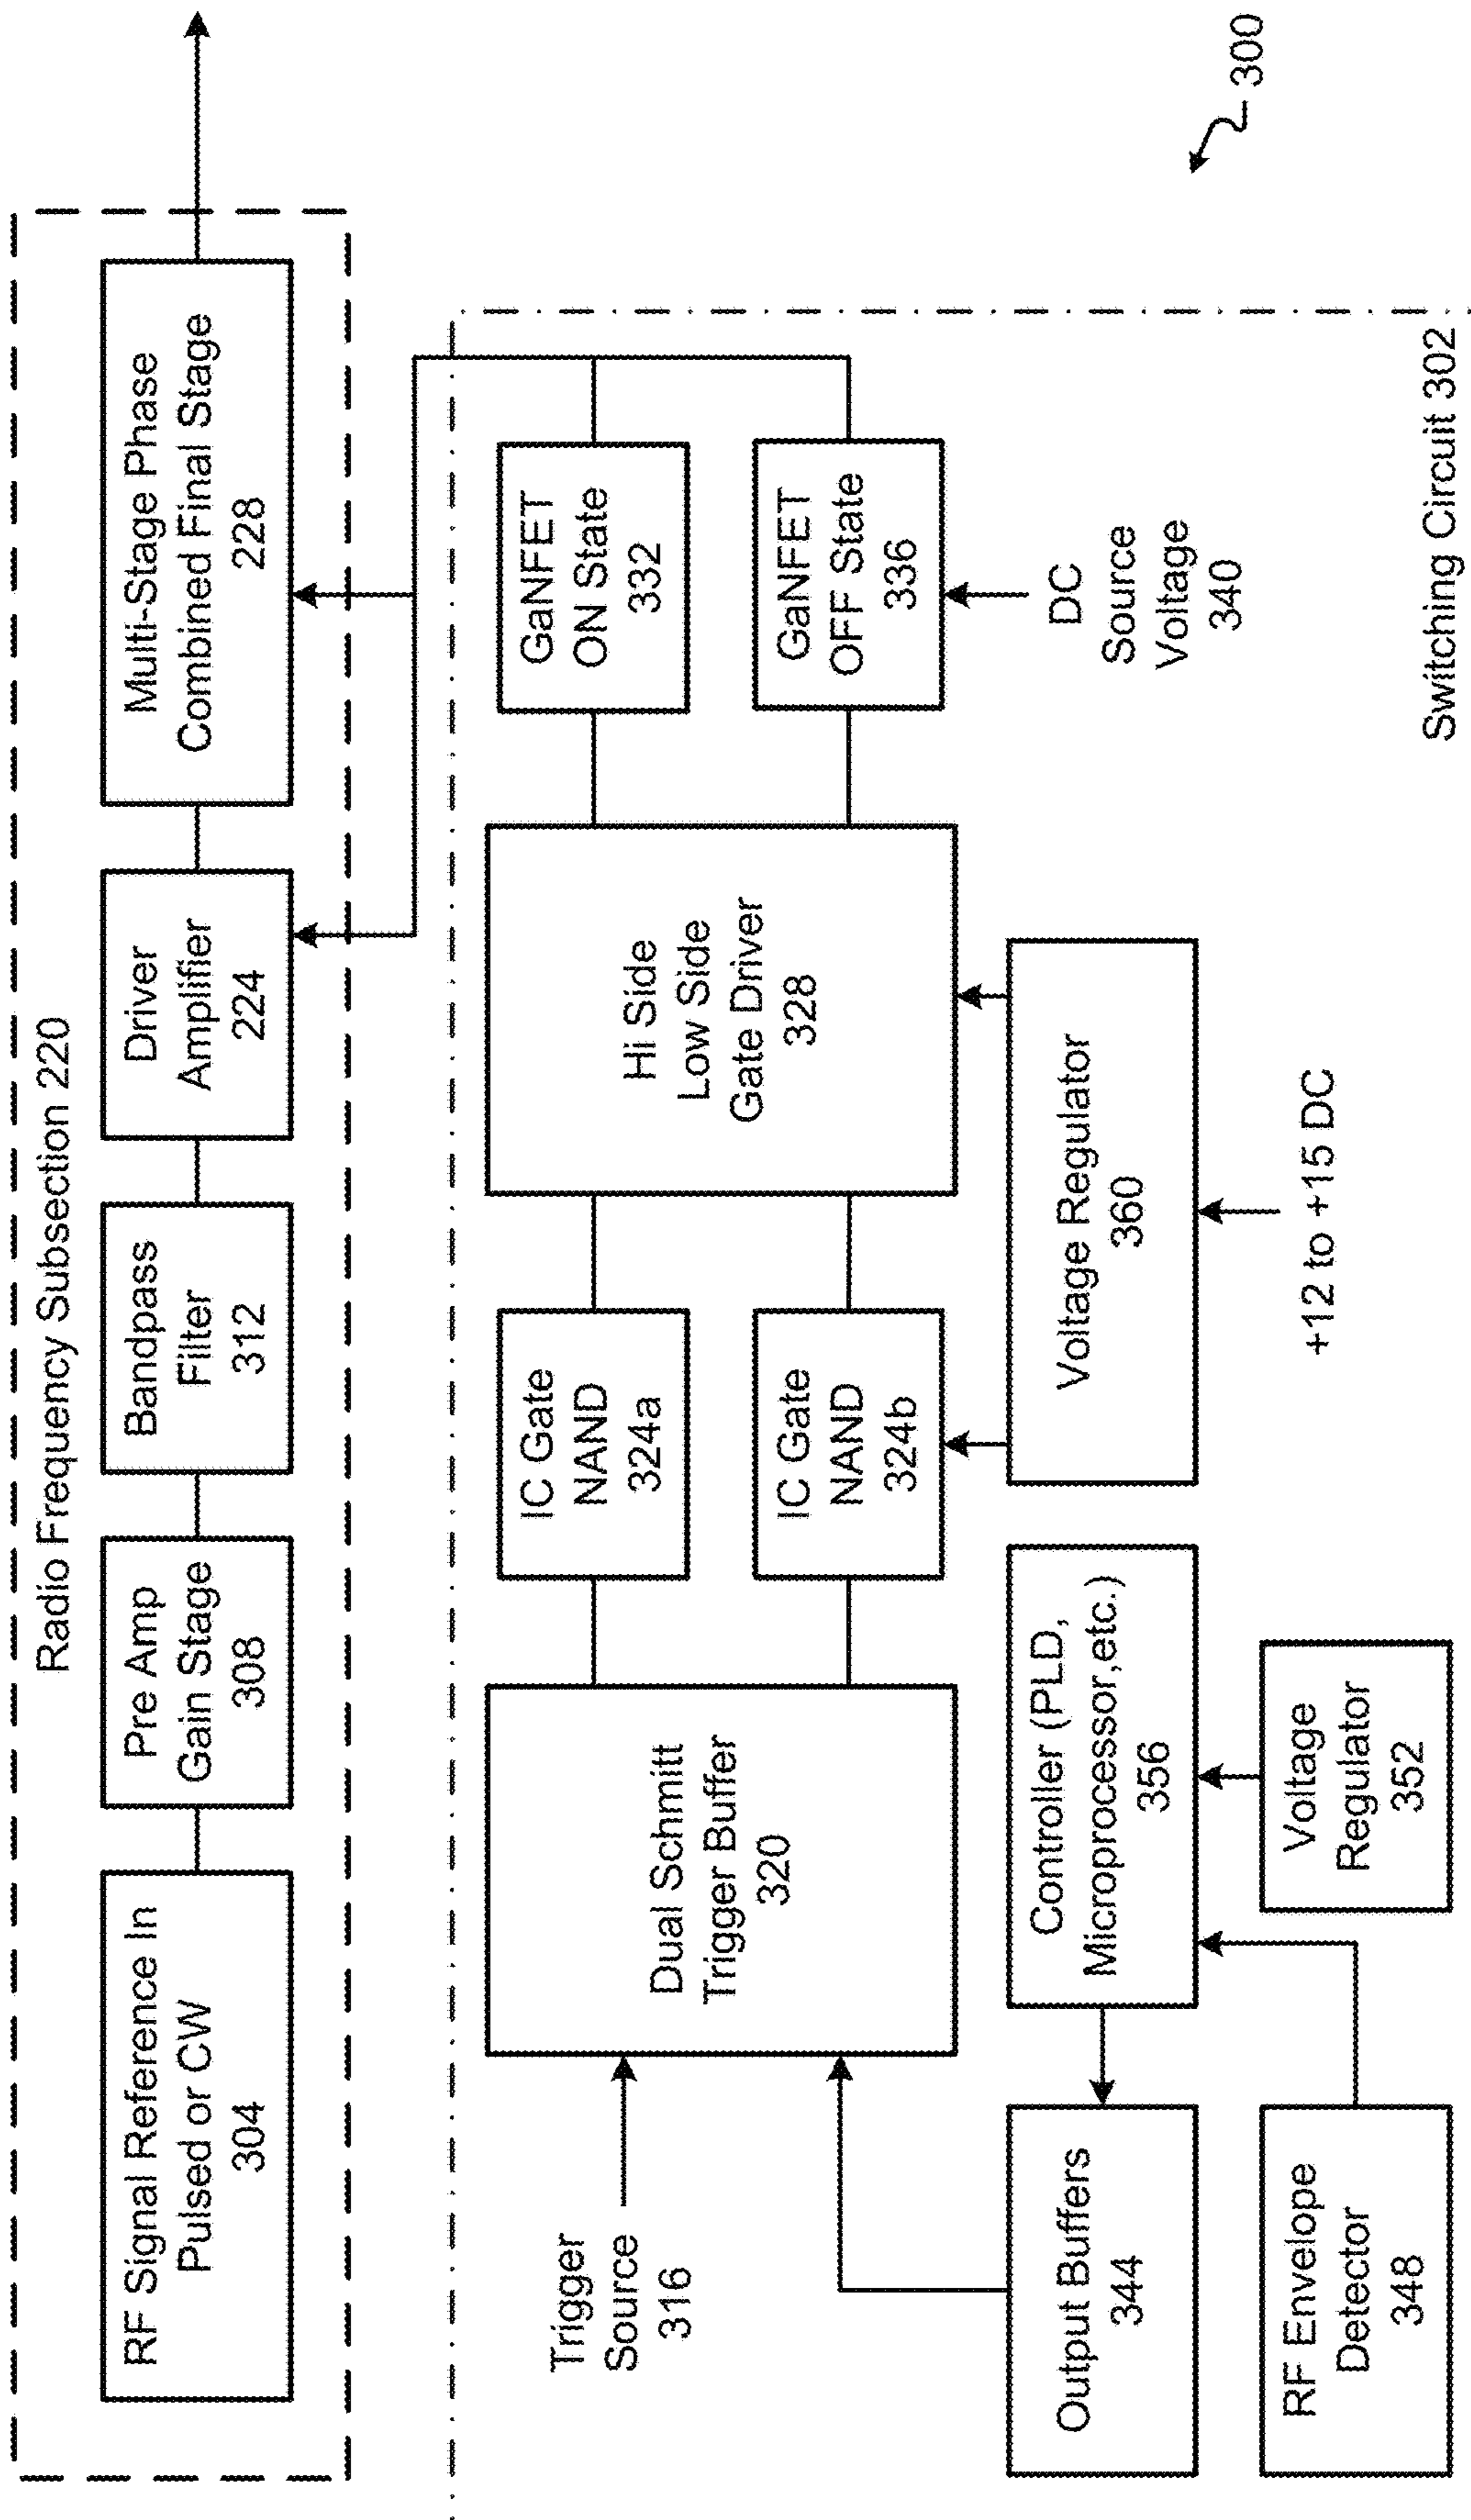 Radio Frequency Subsection 220
RF Signal Reference In
Pulsed or CW
304
Pre Amp
Gain Stage
308
Bandpass
Filter
312
Driver
Amplifier
224
Multi-Stage Phase
Combined Final Stage
228
Trigger
Source
316
Dual Schmitt
Trigger Buffer
320
IC Gate
NAND
324a
IC Gate
NAND
324b
Hi Side
Low Side
Gate Driver
328
GaNFET
ON State
332
GaNFET
OFF State
336
DC
Source
Voltage
340
Output Buffers
344
Controller (PLD,
Microprocessor,etc.)
356
Voltage Regulator
360
RF Envelope
Detector
348
Voltage
Regulator
352
+12 to +15 DC
300
Switching Circuit 302